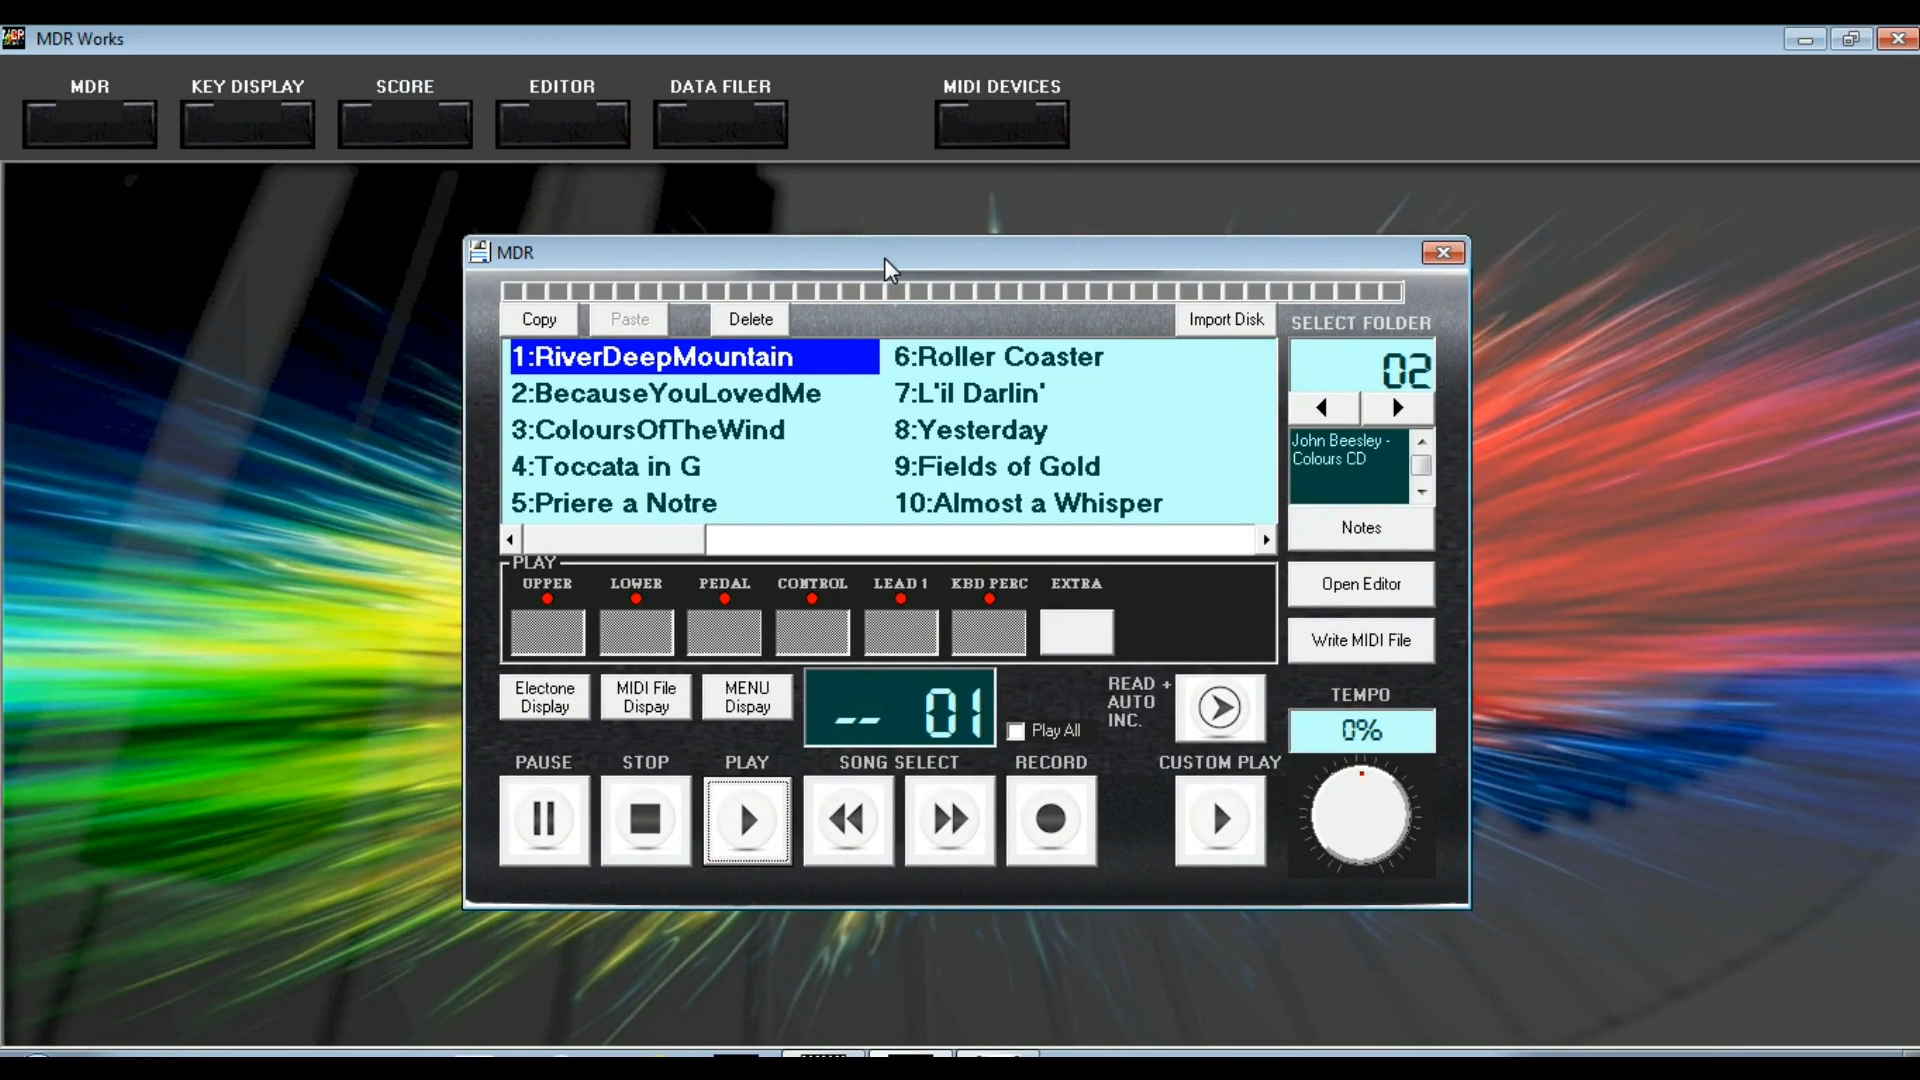 MDR Works
MDR KEY DISPLAY SCORE EDITOR DATA FILER MIDI DEVICES
MDR
Copy Paste Delete Import Disk SELECT FOLDER
02
1:RiverDeepMountain 6:Roller Coaster
2:BecauseYouLovedMe 7:L'il Darlin'
3:ColoursOfTheWind 8:Yesterday
4:Toccata in G 9:Fields of Gold
5:Priere a Notre 10:Almost a Whisper
John Beesley -
Colours CD
Notes
Open Editor
Write MIDI File
PLAY
UPPER LOWER PEDAL CONTROL LEAD 1 KBD PERC EXTRA
Electone
Display
MIDI File
Dispay
MENU
Dispay
-- 01
Play All
READ +
AUTO
INC.
TEMPO
0%
PAUSE STOP PLAY SONG SELECT RECORD CUSTOM PLAY